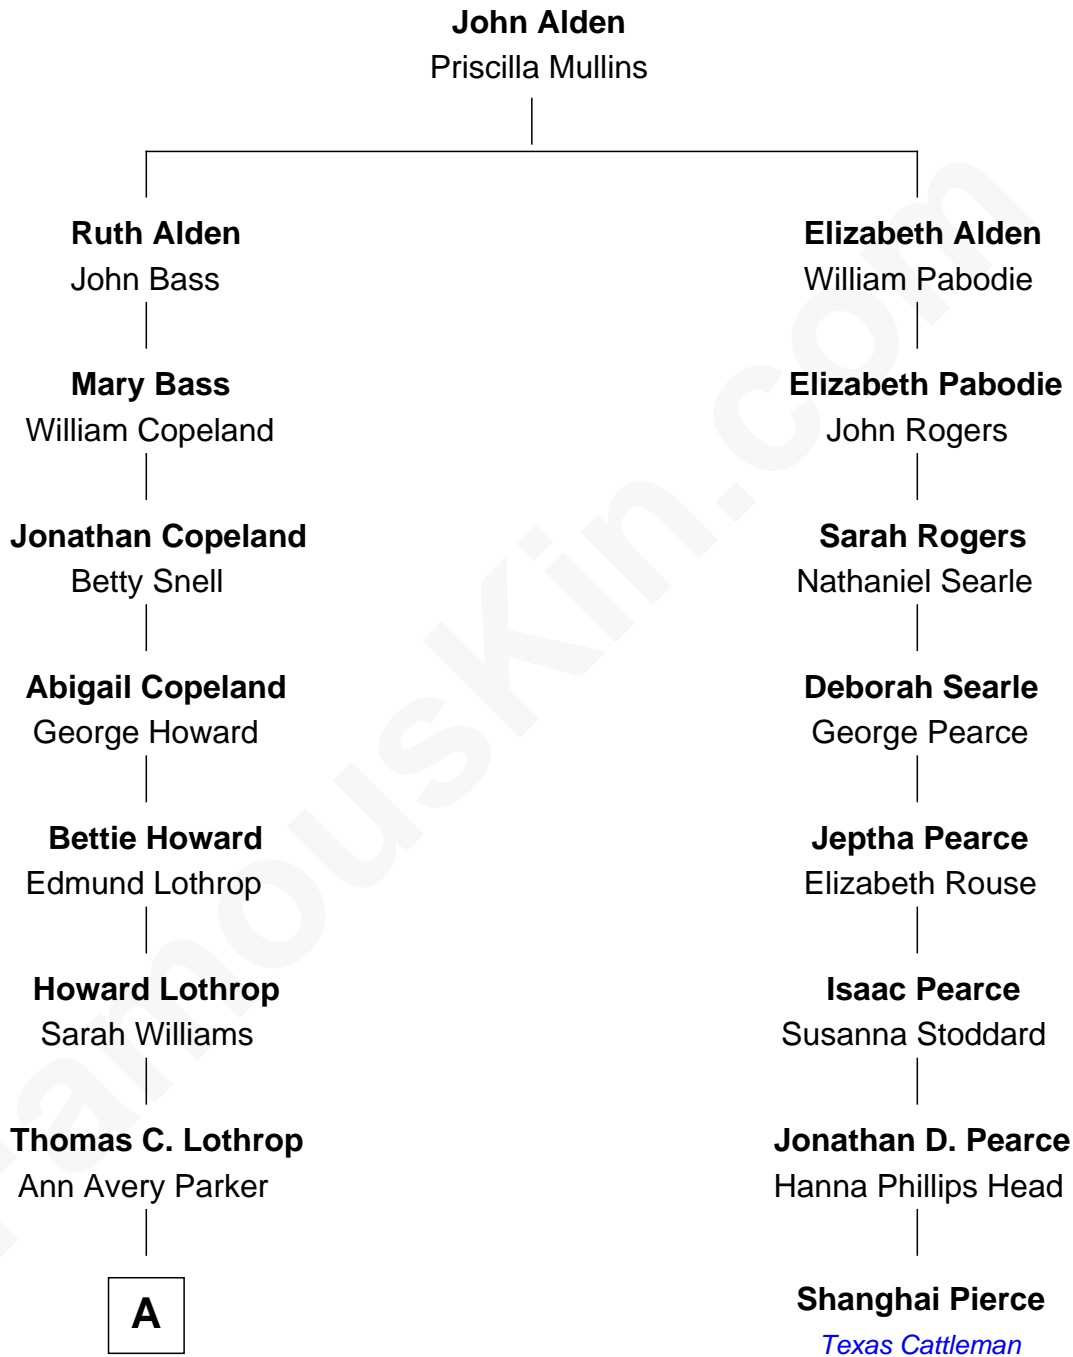 John Alden
Priscilla Mullins
Ruth Alden
John Bass
Mary Bass
William Copeland
Jonathan Copeland
Betty Snell
Abigail Copeland
George Howard
Bettie Howard
Edmund Lothrop
Howard Lothrop
Sarah Williams
Thomas C. Lothrop
Ann Avery Parker
A
Elizabeth Alden
William Pabodie
Elizabeth Pabodie
John Rogers
Sarah Rogers
Nathaniel Searle
Deborah Searle
George Pearce
Jeptha Pearce
Elizabeth Rouse
Isaac Pearce
Susanna Stoddard
Jonathan D. Pearce
Hanna Phillips Head
Shanghai Pierce
Texas Cattleman
FamousKin.com